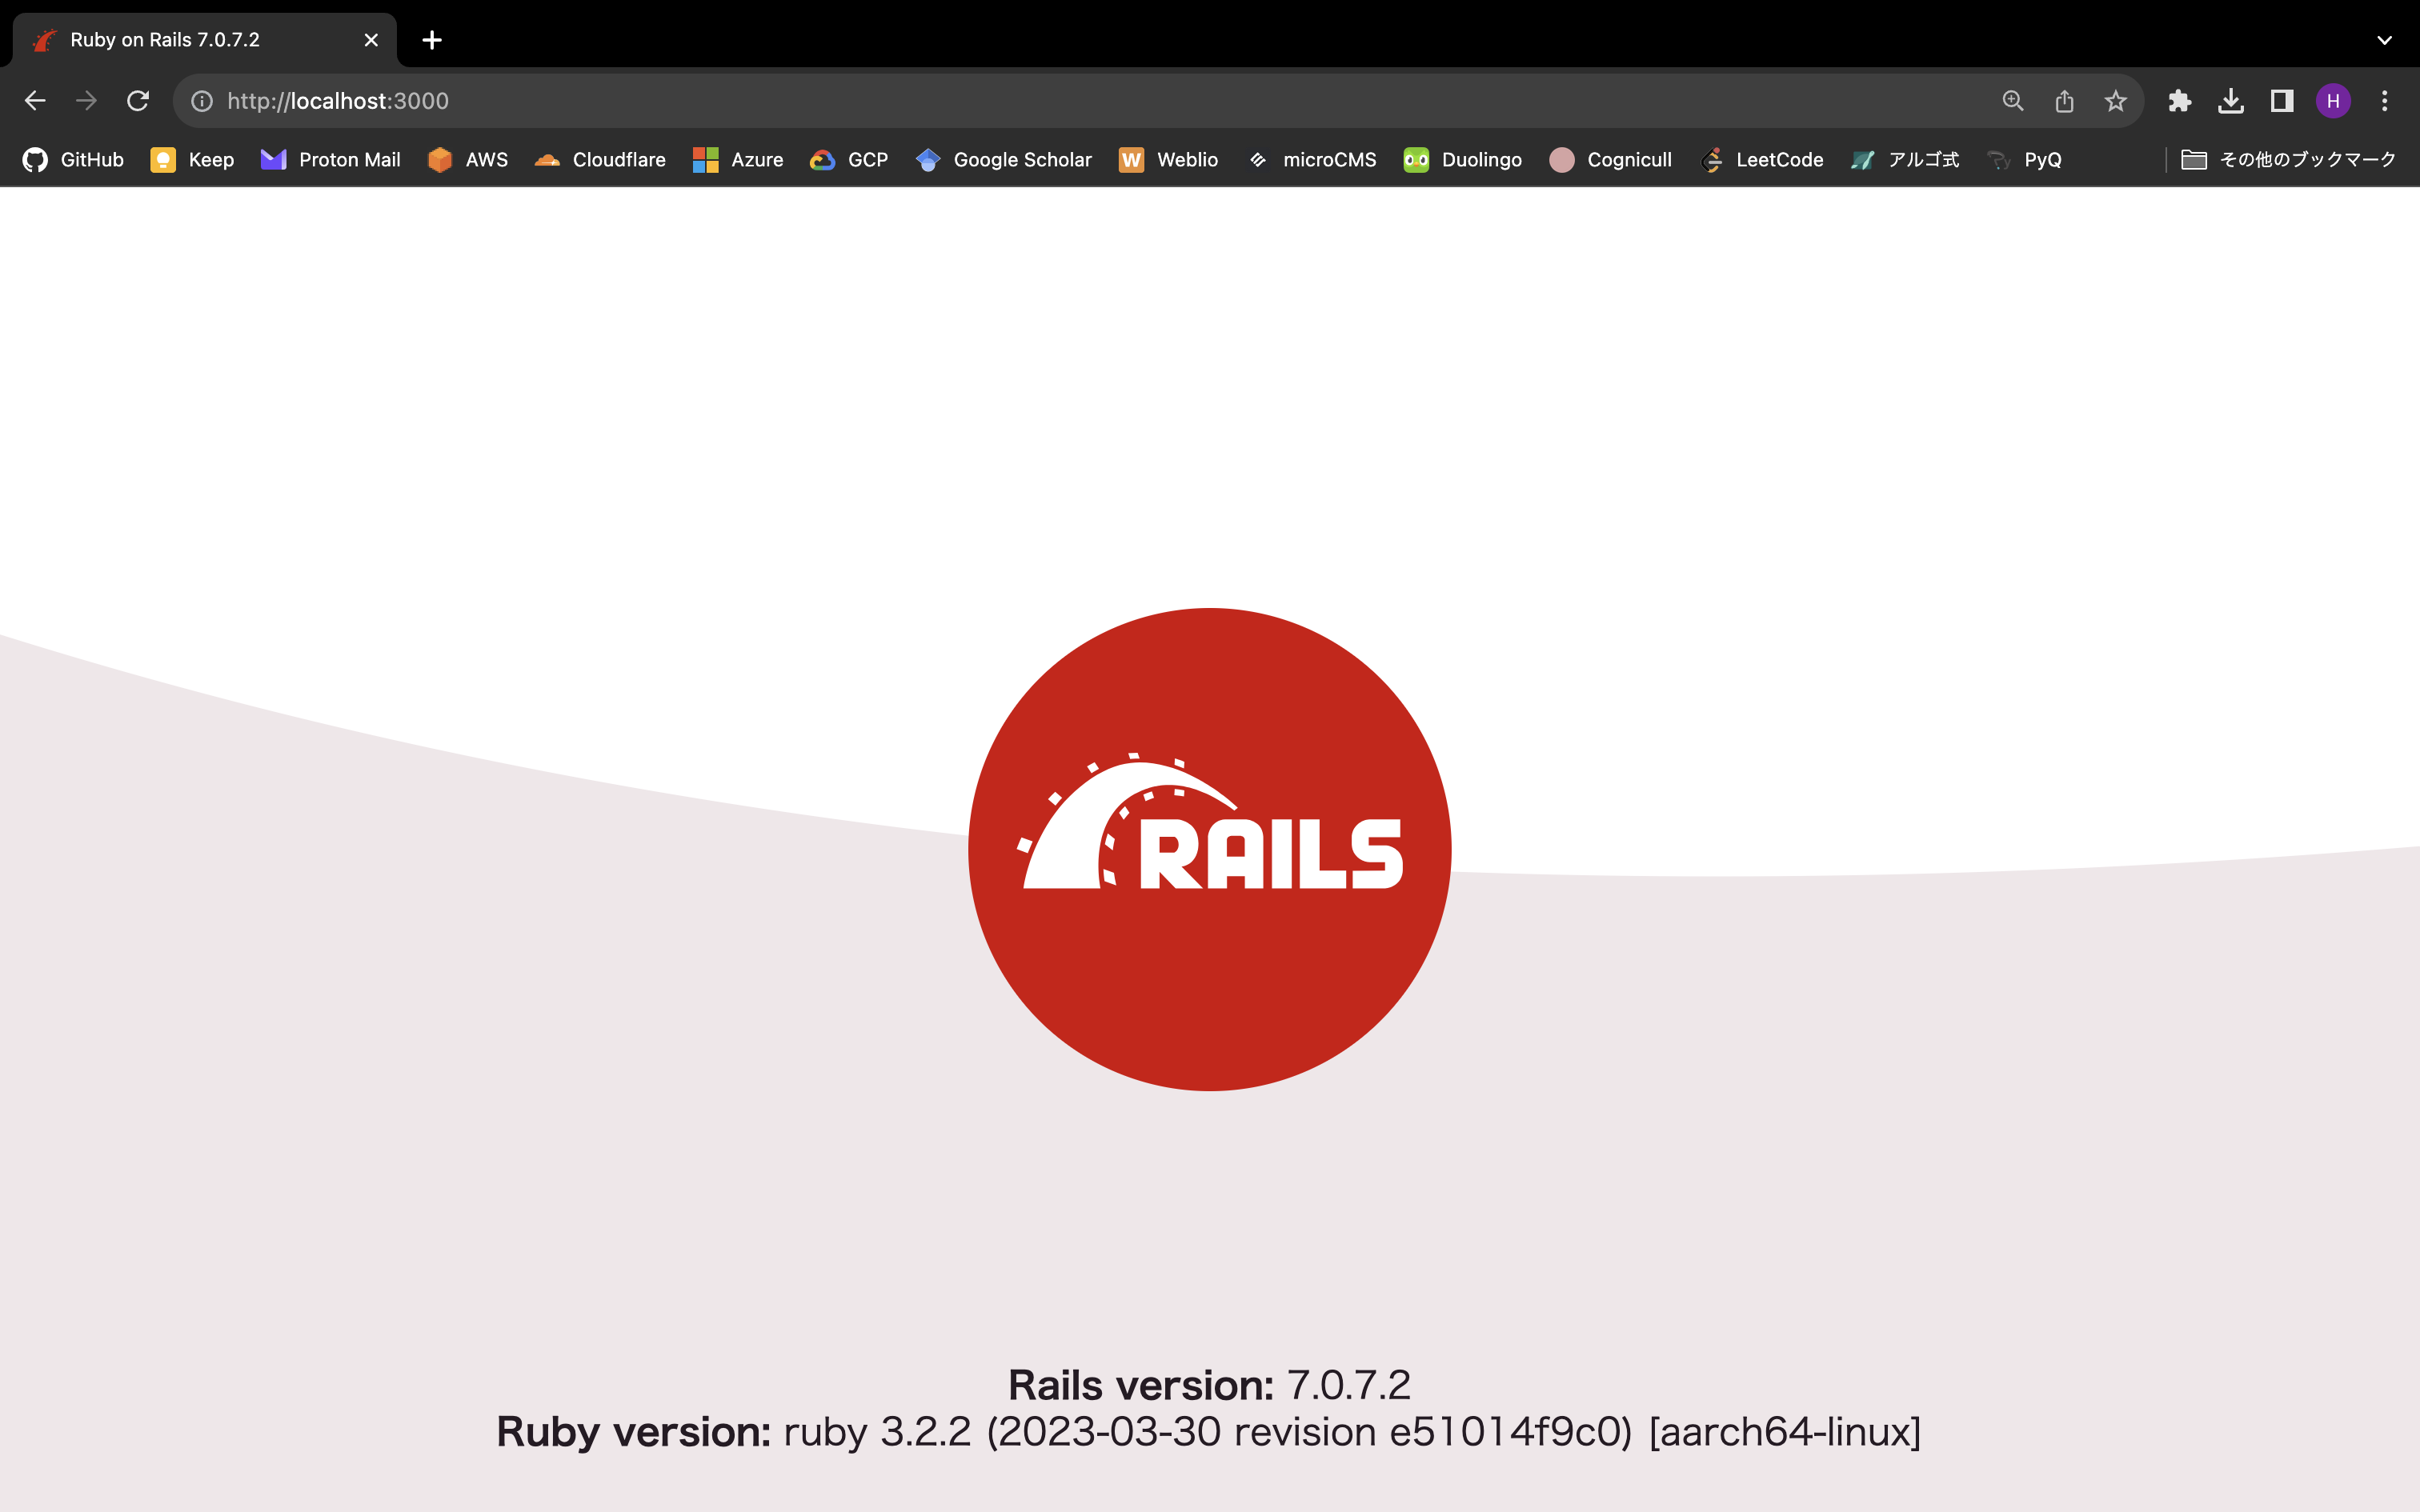 Ruby on Rails 7.0.7.2
http://localhost:3000
H
GitHub Keep Proton Mail AWS Cloudflare Azure GCP Google Scholar W Weblio microCMS Duolingo Cognicull LeetCode アルゴ式 PyQ その他のブックマーク
RAILS
Rails version: 7.0.7.2
Ruby version: ruby 3.2.2 (2023-03-30 revision e51014f9c0) [aarch64-linux]